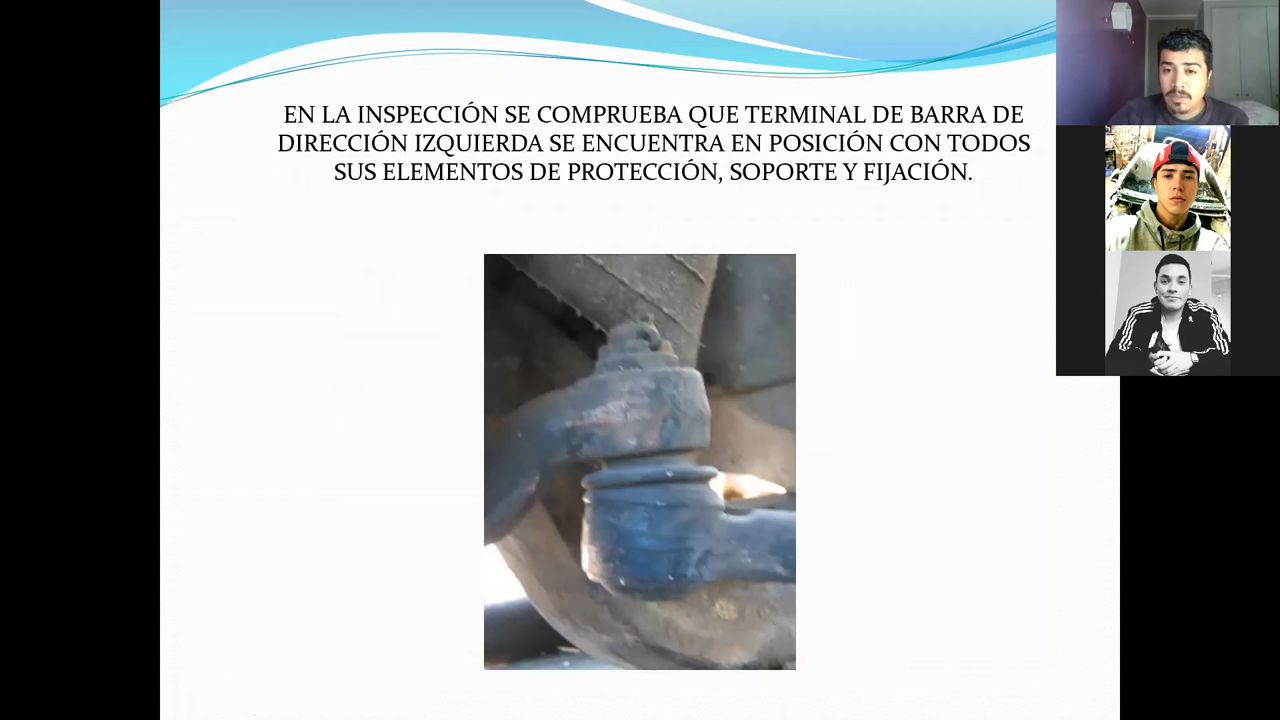 EN LA INSPECCIÓN SE COMPRUEBA QUE TERMINAL DE BARRA DE
DIRECCIÓN IZQUIERDA SE ENCUENTRA EN POSICIÓN CON TODOS
SUS ELEMENTOS DE PROTECCIÓN, SOPORTE Y FIJACIÓN.